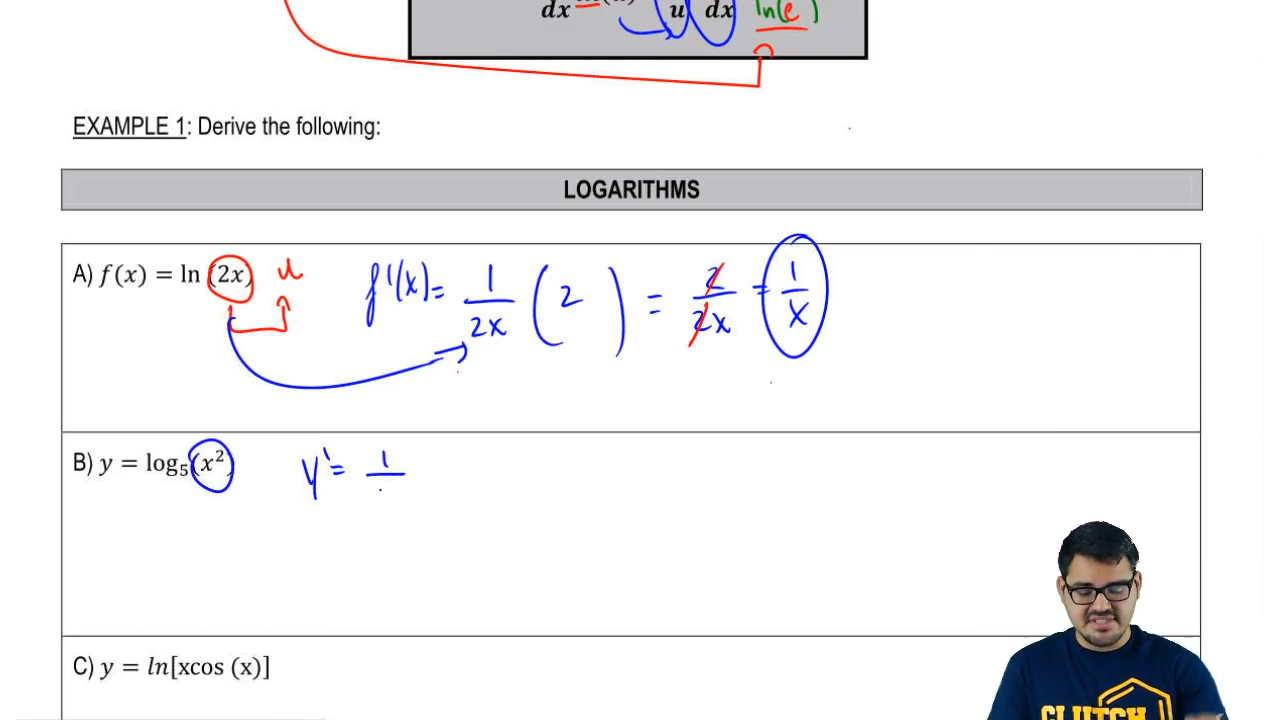 d/dx u dx ln(e)
EXAMPLE 1: Derive the following:
LOGARITHMS
A) f(x) = ln (2x) u f'(x) = 1/2x (2) = 2/2x = 1/x
B) y = log₅(x²) y' = 1/
C) y = ln[xcos (x)]
CLUTCH